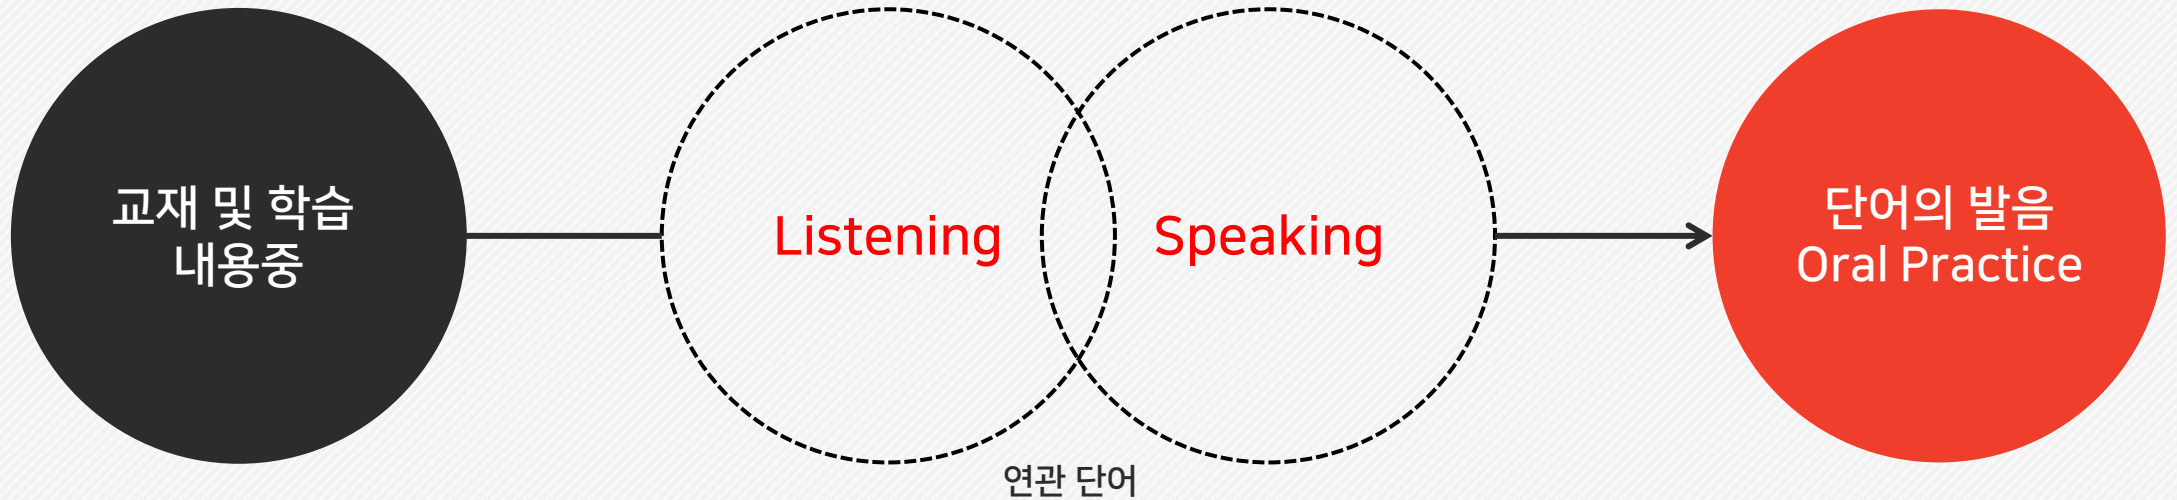 교재 및 학습
내용중
Listening
Speaking
단어의 발음
Oral Practice
연관 단어